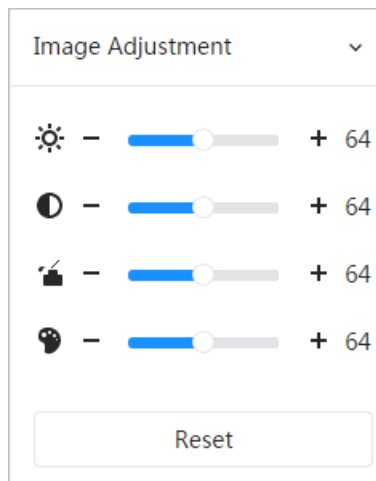 Image Adjustment
− + 64
− + 64
− + 64
− + 64
Reset